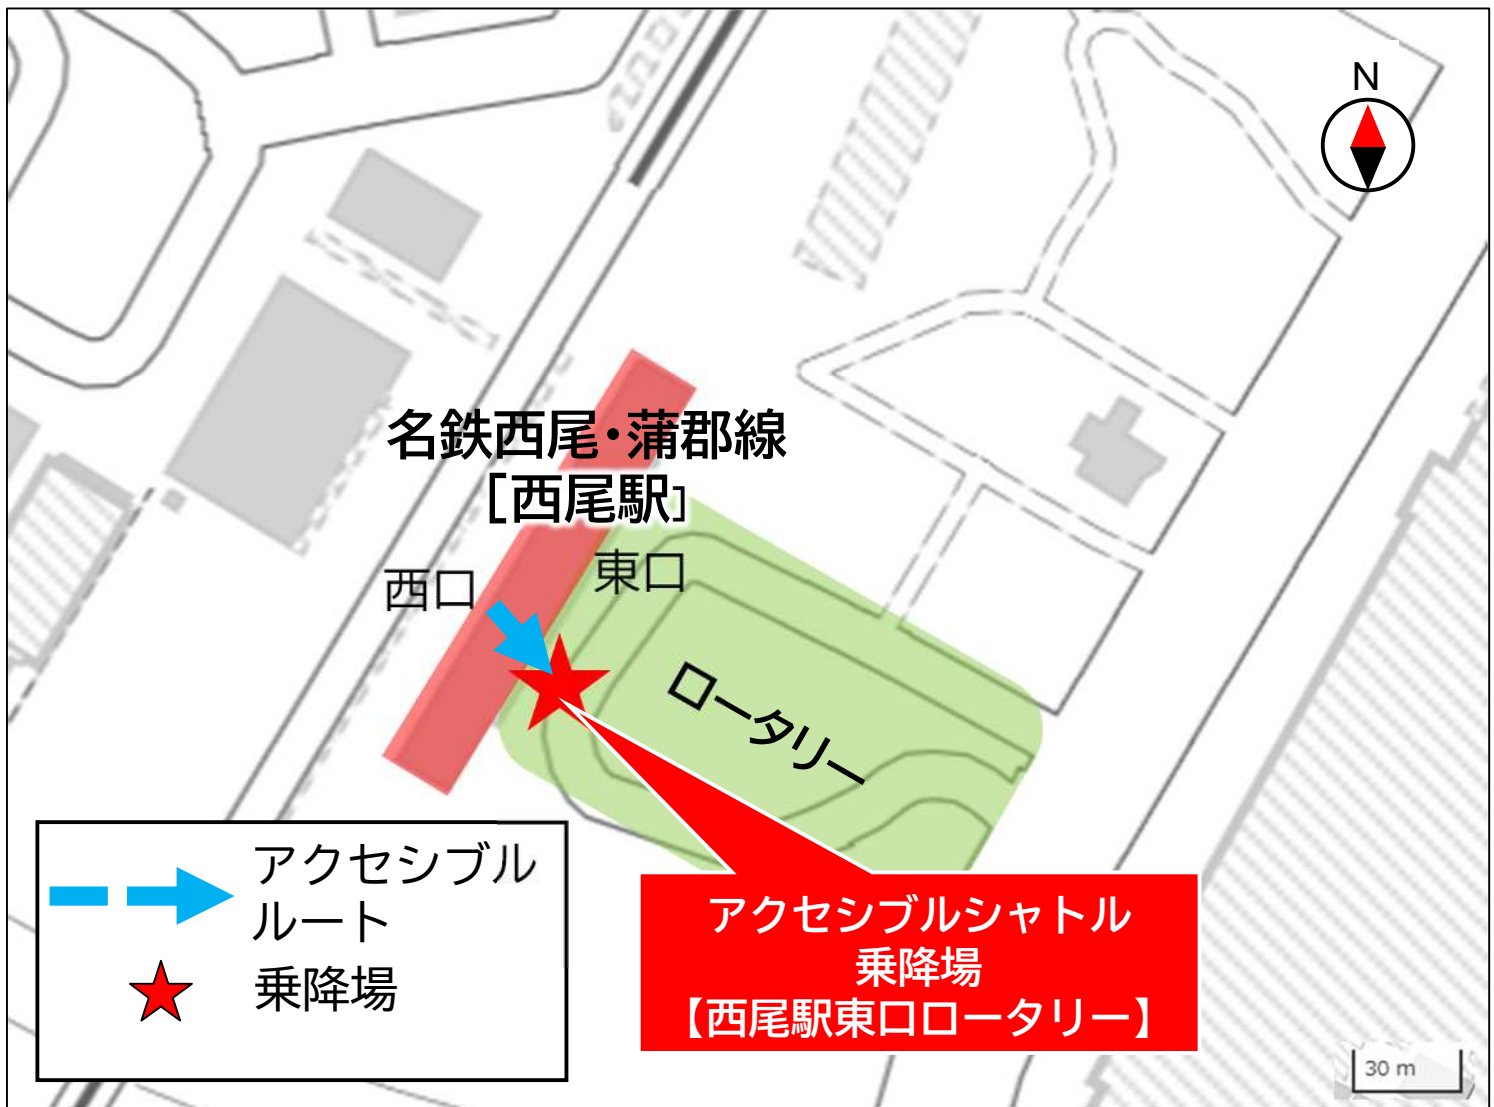 N
名鉄西尾・蒲郡線
[西尾駅]
東口
西口
ロータリー
アクセシブル
ルート
乗降場
アクセシブルシャトル
乗降場
【西尾駅東口ロータリー】
30 m